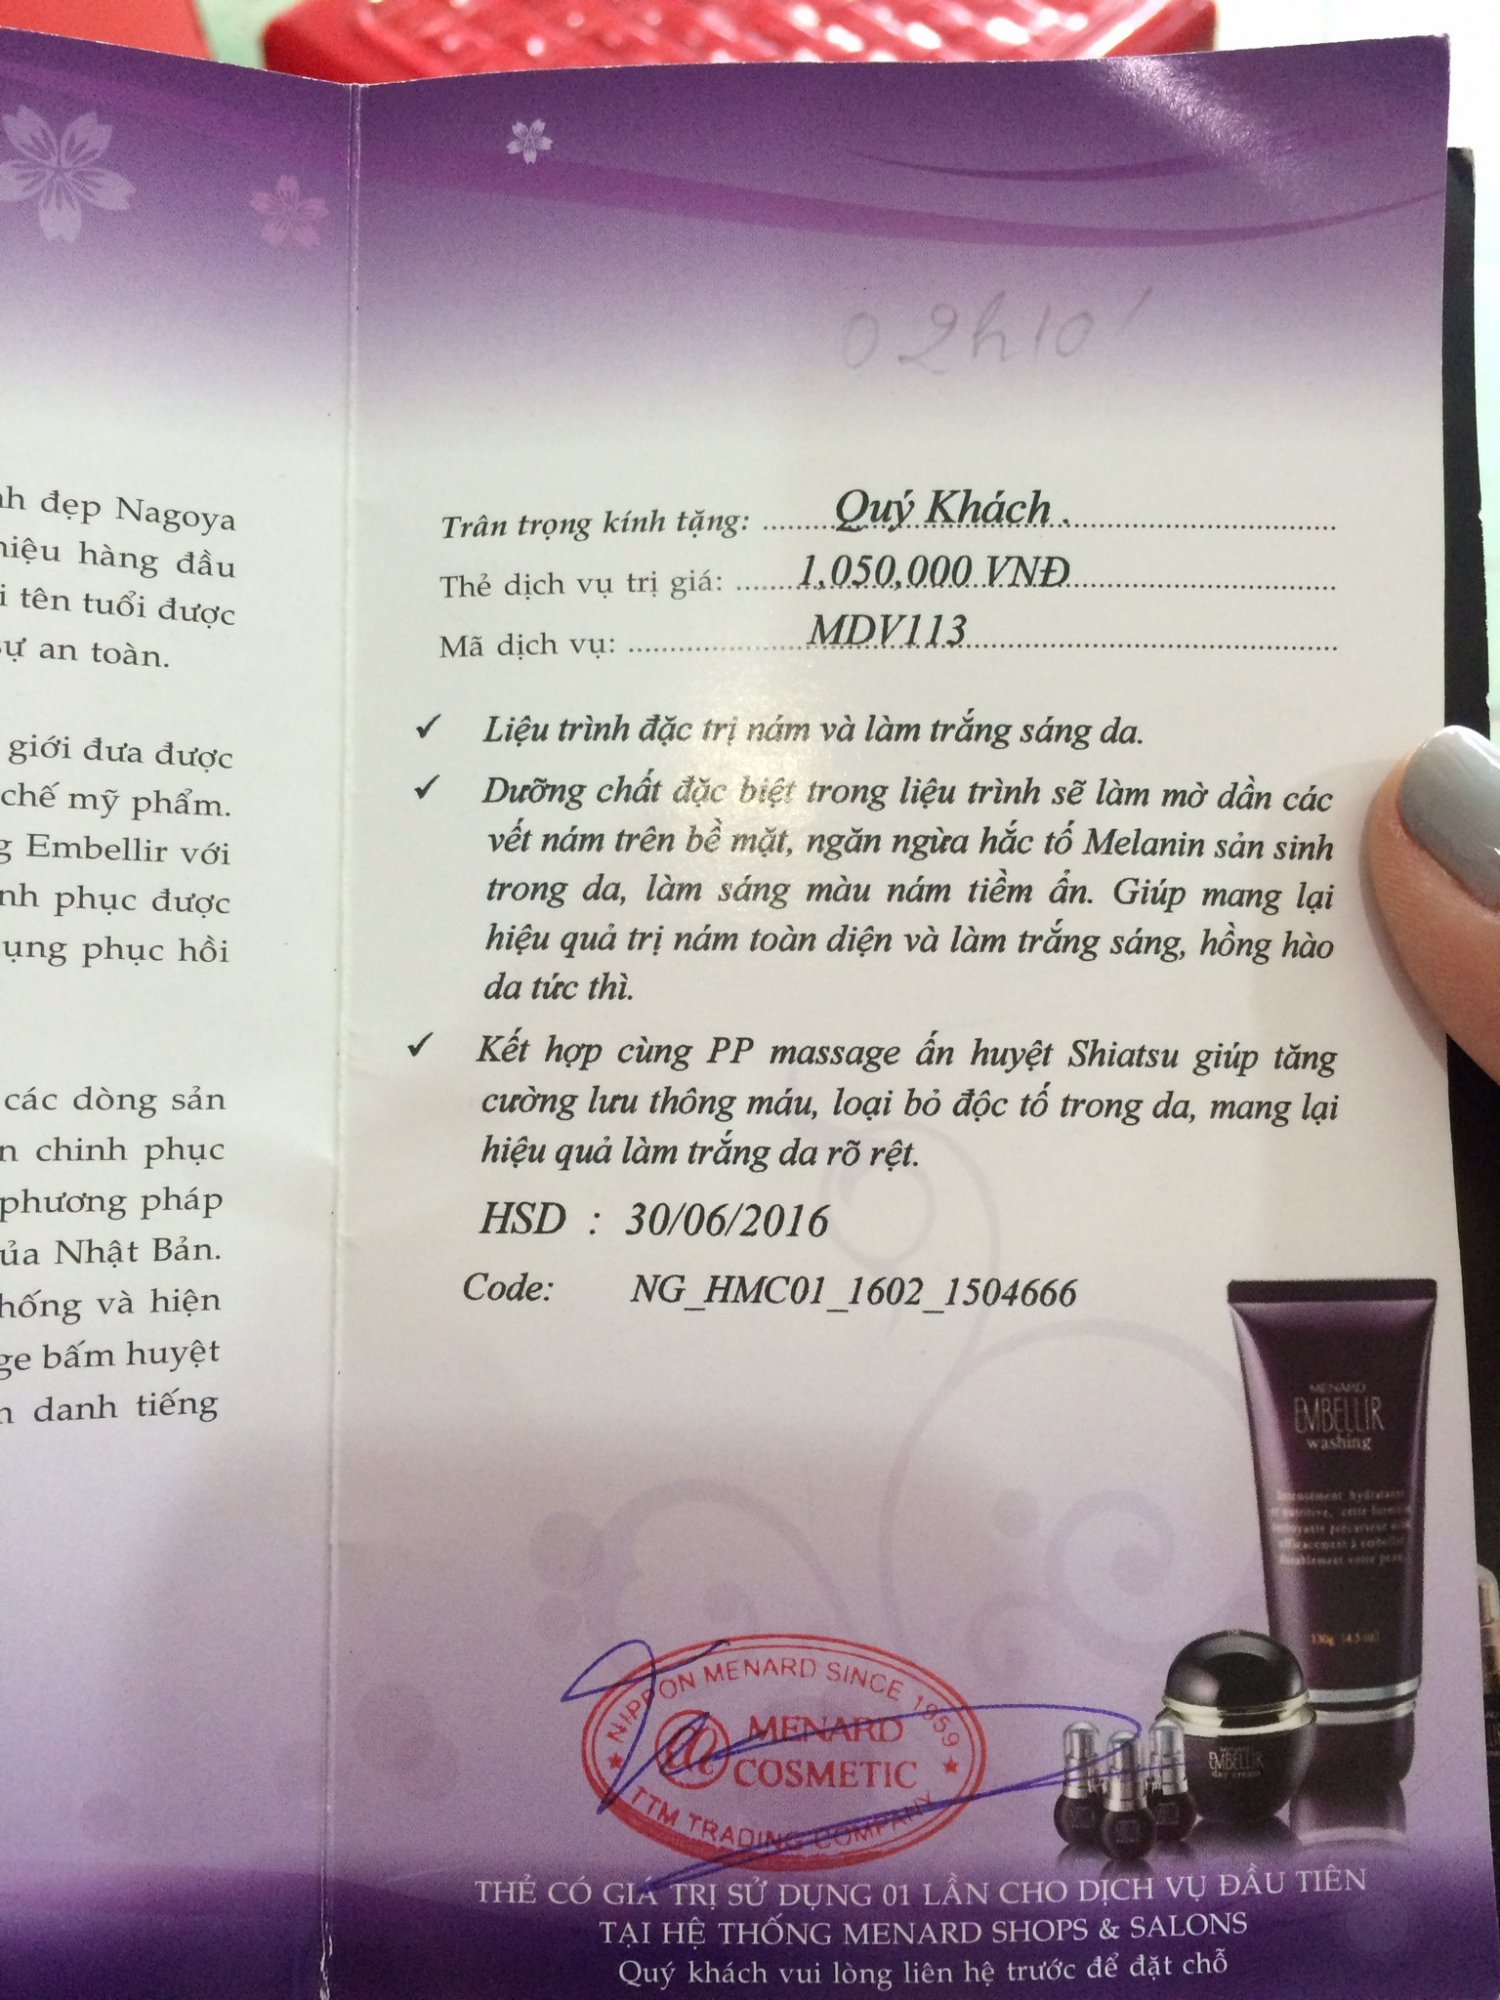 đẹp Nagoya
hàng đầu
tên tuổi được
an toàn.
giới đưa được
chế mỹ phẩm.
Embellir với
phục được
phục hồi
các dòng sản
chinh phục
phương pháp
Nhật Bản.
và hiện
bấm huyệt
danh tiếng
02h10'
Trân trọng kính tặng: Quý Khách.
Thẻ dịch vụ trị giá: 1,050,000 VNĐ
Mã dịch vụ: MDV113
✓ Liệu trình đặc trị nám và làm trắng sáng da.
✓ Dưỡng chất đặc biệt trong liệu trình sẽ làm mờ dần các
vết nám trên bề mặt, ngăn ngừa hắc tố Melanin sản sinh
trong da, làm sáng màu nám tiềm ẩn. Giúp mang lại
hiệu quả trị nám toàn diện và làm trắng sáng, hồng hào
da tức thì.
✓ Kết hợp cùng PP massage ấn huyệt Shiatsu giúp tăng
cường lưu thông máu, loại bỏ độc tố trong da, mang lại
hiệu quả làm trắng da rõ rệt.
HSD : 30/06/2016
Code: NG_HMC01_1602_1504666
MENARD
EMBELLIR
washing
130g (4.5 oz)
EMBELLIR
day cream
NIPPON MENARD SINCE 1959
MENARD
COSMETIC
TTM TRADING COMPANY
THẺ CÓ GIÁ TRỊ SỬ DỤNG 01 LẦN CHO DỊCH VỤ ĐẦU TIÊN
TẠI HỆ THỐNG MENARD SHOPS & SALONS
Quý khách vui lòng liên hệ trước để đặt chỗ